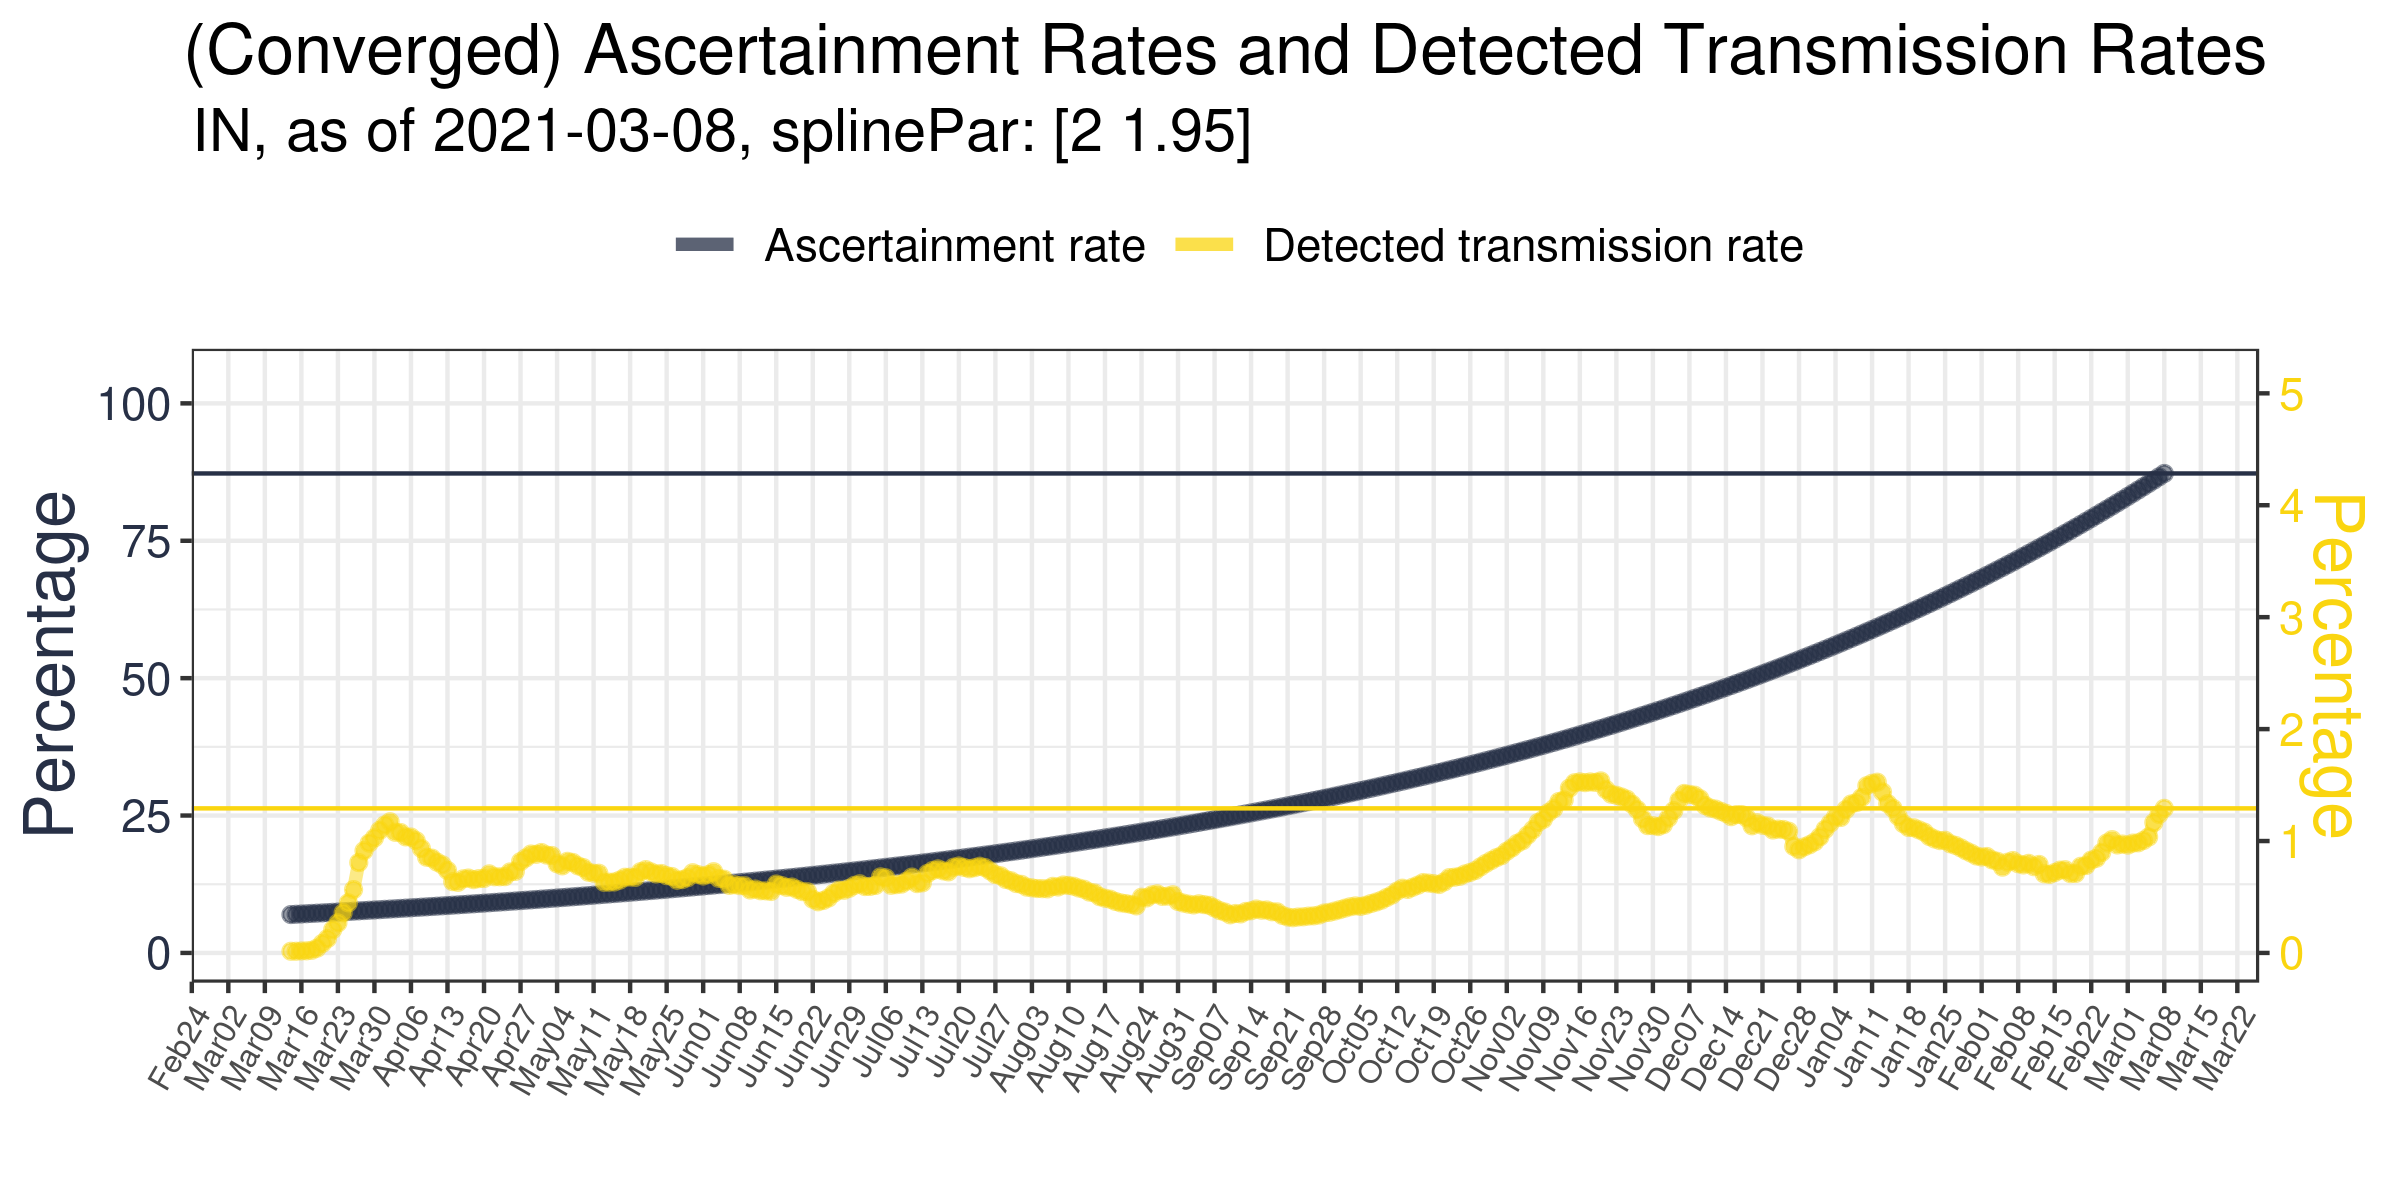 (Converged) Ascertainment Rates and Detected Transmission Rates
IN, as of 2021-03-08, splinePar: [2 1.95]
Ascertainment rate
Detected transmission rate
Percentage
100
75
50
25
0
5
4
3
2
1
0
Percentage
Feb24
Mar02
Mar09
Mar16
Mar23
Mar30
Apr06
Apr13
Apr20
Apr27
May04
May11
May18
May25
Jun01
Jun08
Jun15
Jun22
Jun29
Jul06
Jul13
Jul20
Jul27
Aug03
Aug10
Aug17
Aug24
Aug31
Sep07
Sep14
Sep21
Sep28
Oct05
Oct12
Oct19
Oct26
Nov02
Nov09
Nov16
Nov23
Nov30
Dec07
Dec14
Dec21
Dec28
Jan04
Jan11
Jan18
Jan25
Feb01
Feb08
Feb15
Feb22
Mar01
Mar08
Mar15
Mar22